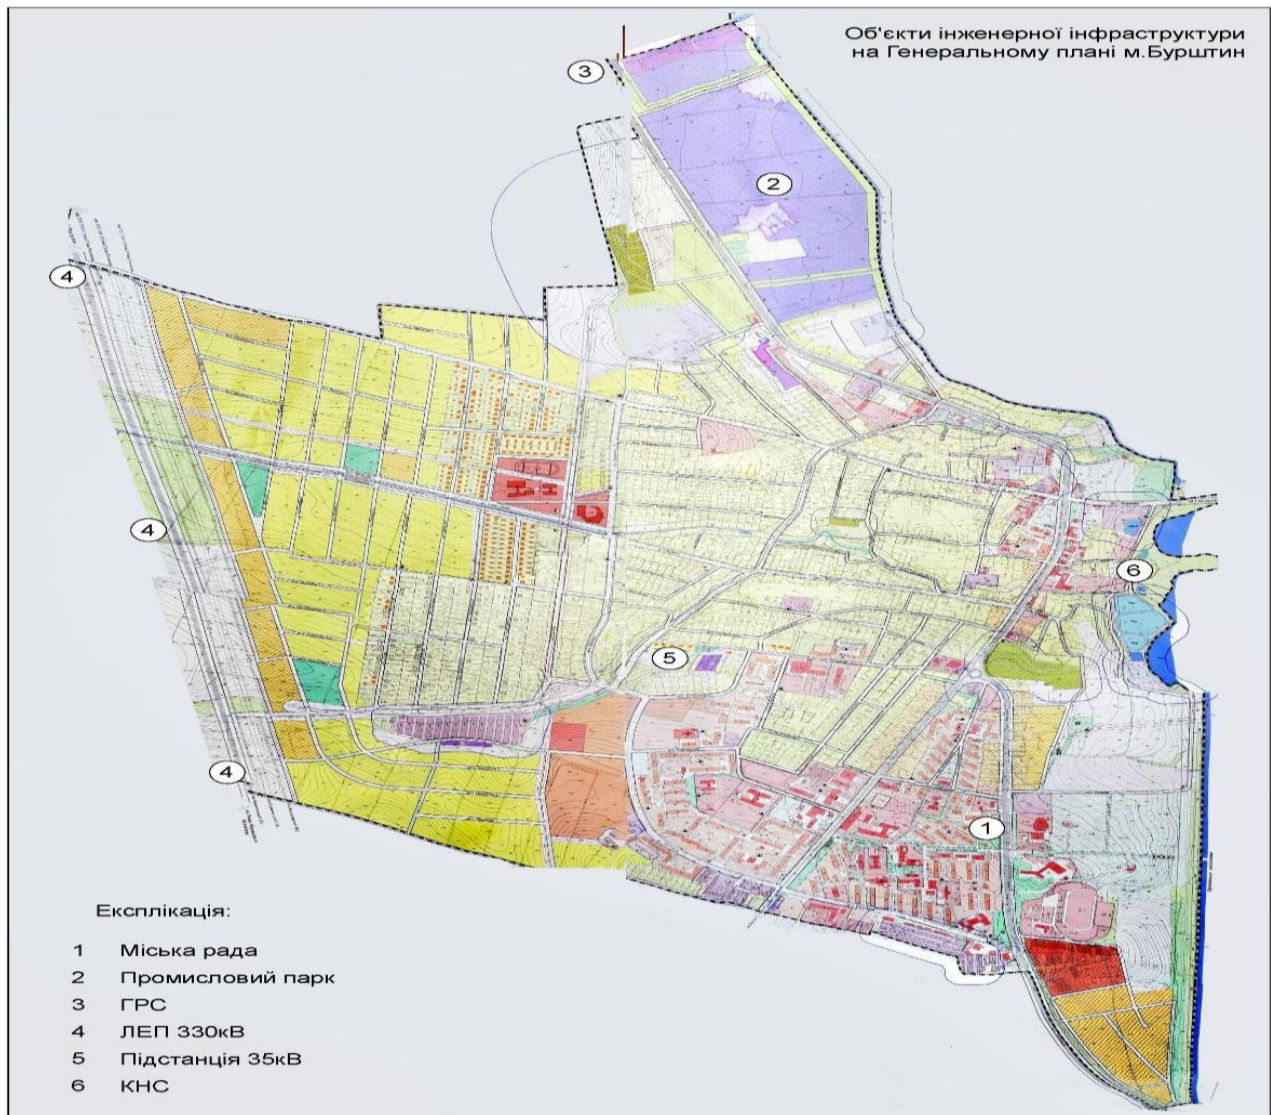 Об'єкти інженерної інфраструктури
на Генеральному плані м.Бурштин
3
2
4
4
6
5
4
1
Експлікація:
1 Міська рада
2 Промисловий парк
3 ГРС
4 ЛЕП 330кВ
5 Підстанція 35кВ
6 КНС